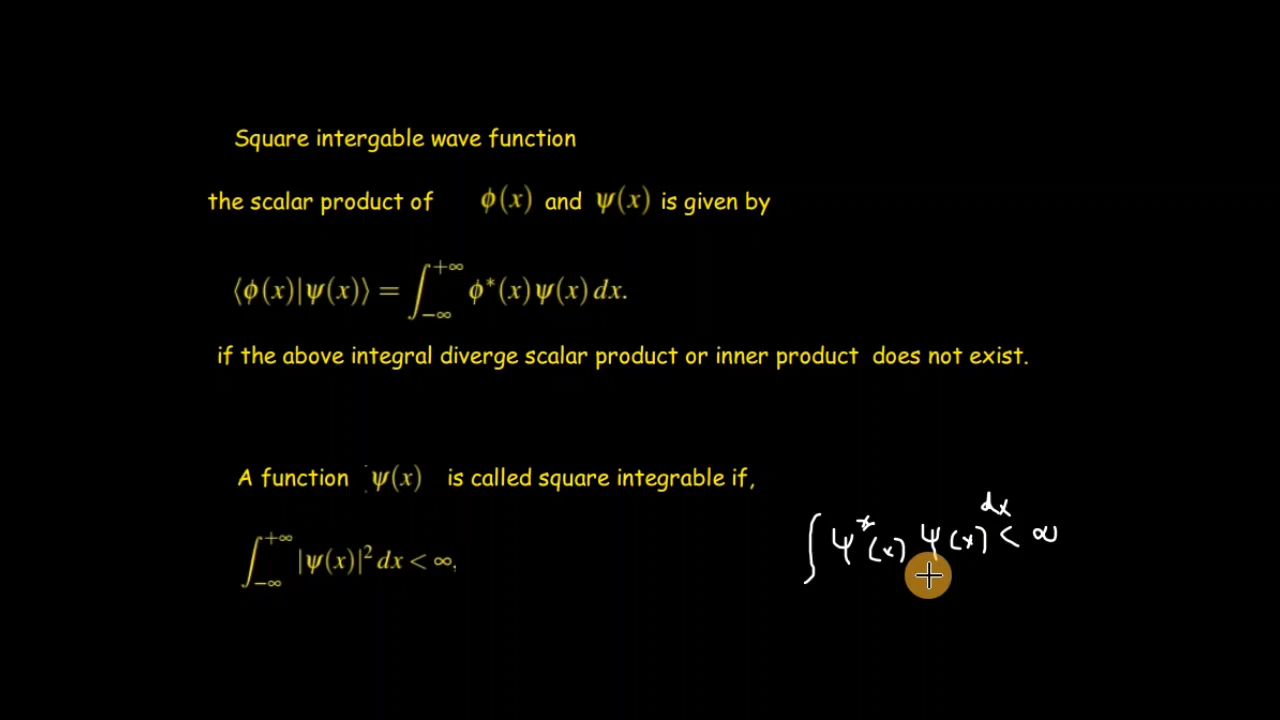 Square intergable wave function
the scalar product of ϕ(x) and ψ(x) is given by
⟨ϕ(x)|ψ(x)⟩ = ∫_{−∞}^{+∞} ϕ*(x)ψ(x) dx.
if the above integral diverge scalar product or inner product does not exist.
A function ψ(x) is called square integrable if,
∫_{−∞}^{+∞} |ψ(x)|² dx < ∞,
∫ ψ*(x) ψ(x) dx < ∞